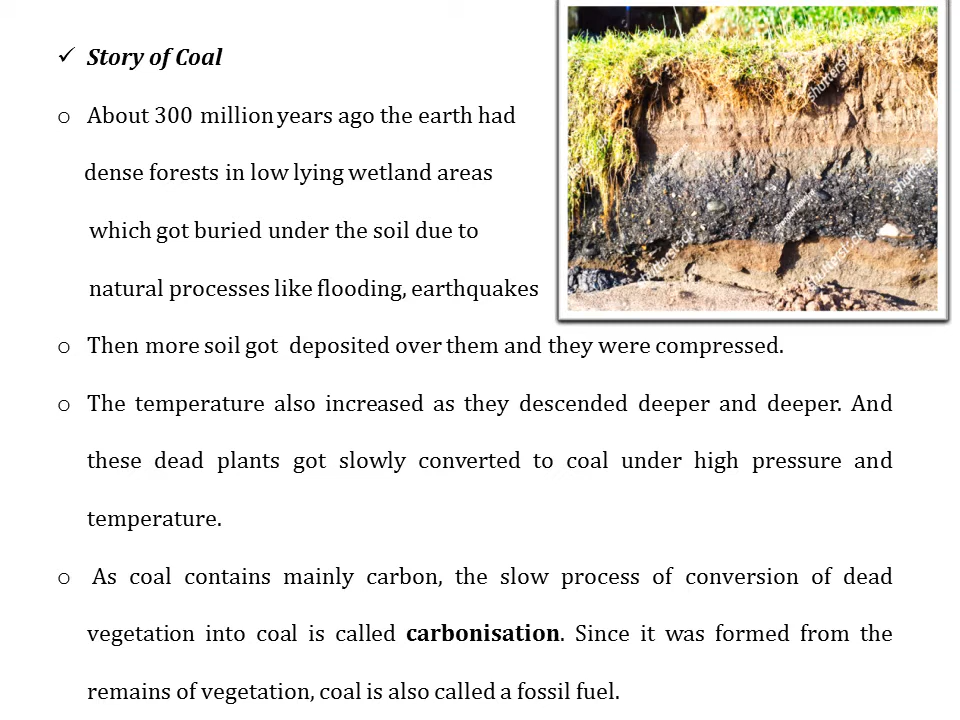 ✓ Story of Coal
o About 300 million years ago the earth had
dense forests in low lying wetland areas
which got buried under the soil due to
natural processes like flooding, earthquakes
o Then more soil got deposited over them and they were compressed.
o The temperature also increased as they descended deeper and deeper. And
these dead plants got slowly converted to coal under high pressure and
temperature.
o As coal contains mainly carbon, the slow process of conversion of dead
vegetation into coal is called carbonisation. Since it was formed from the
remains of vegetation, coal is also called a fossil fuel.
shutterstock
shutterstock